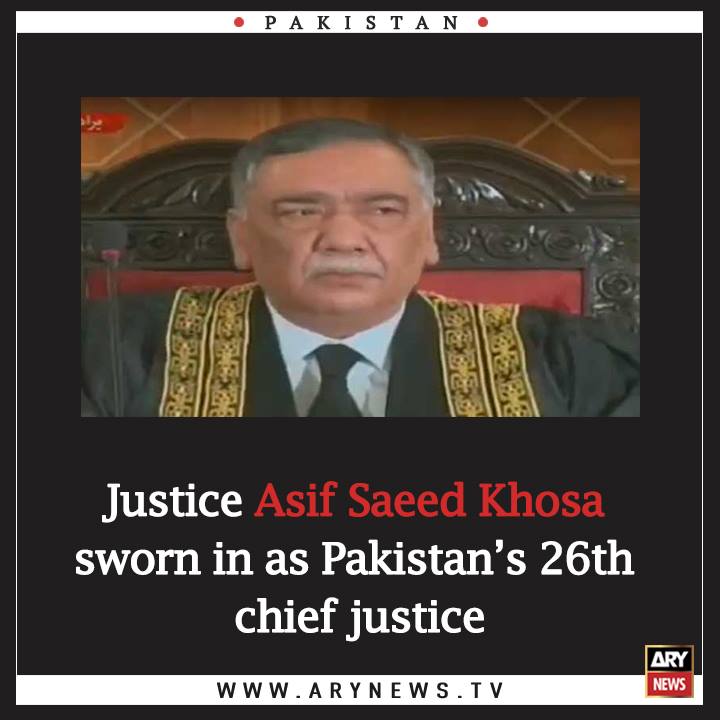 PAKISTAN
Justice Asif Saeed Khosa
sworn in as Pakistan’s 26th
chief justice
ARY
NEWS
WWW.ARYNEWS.TV